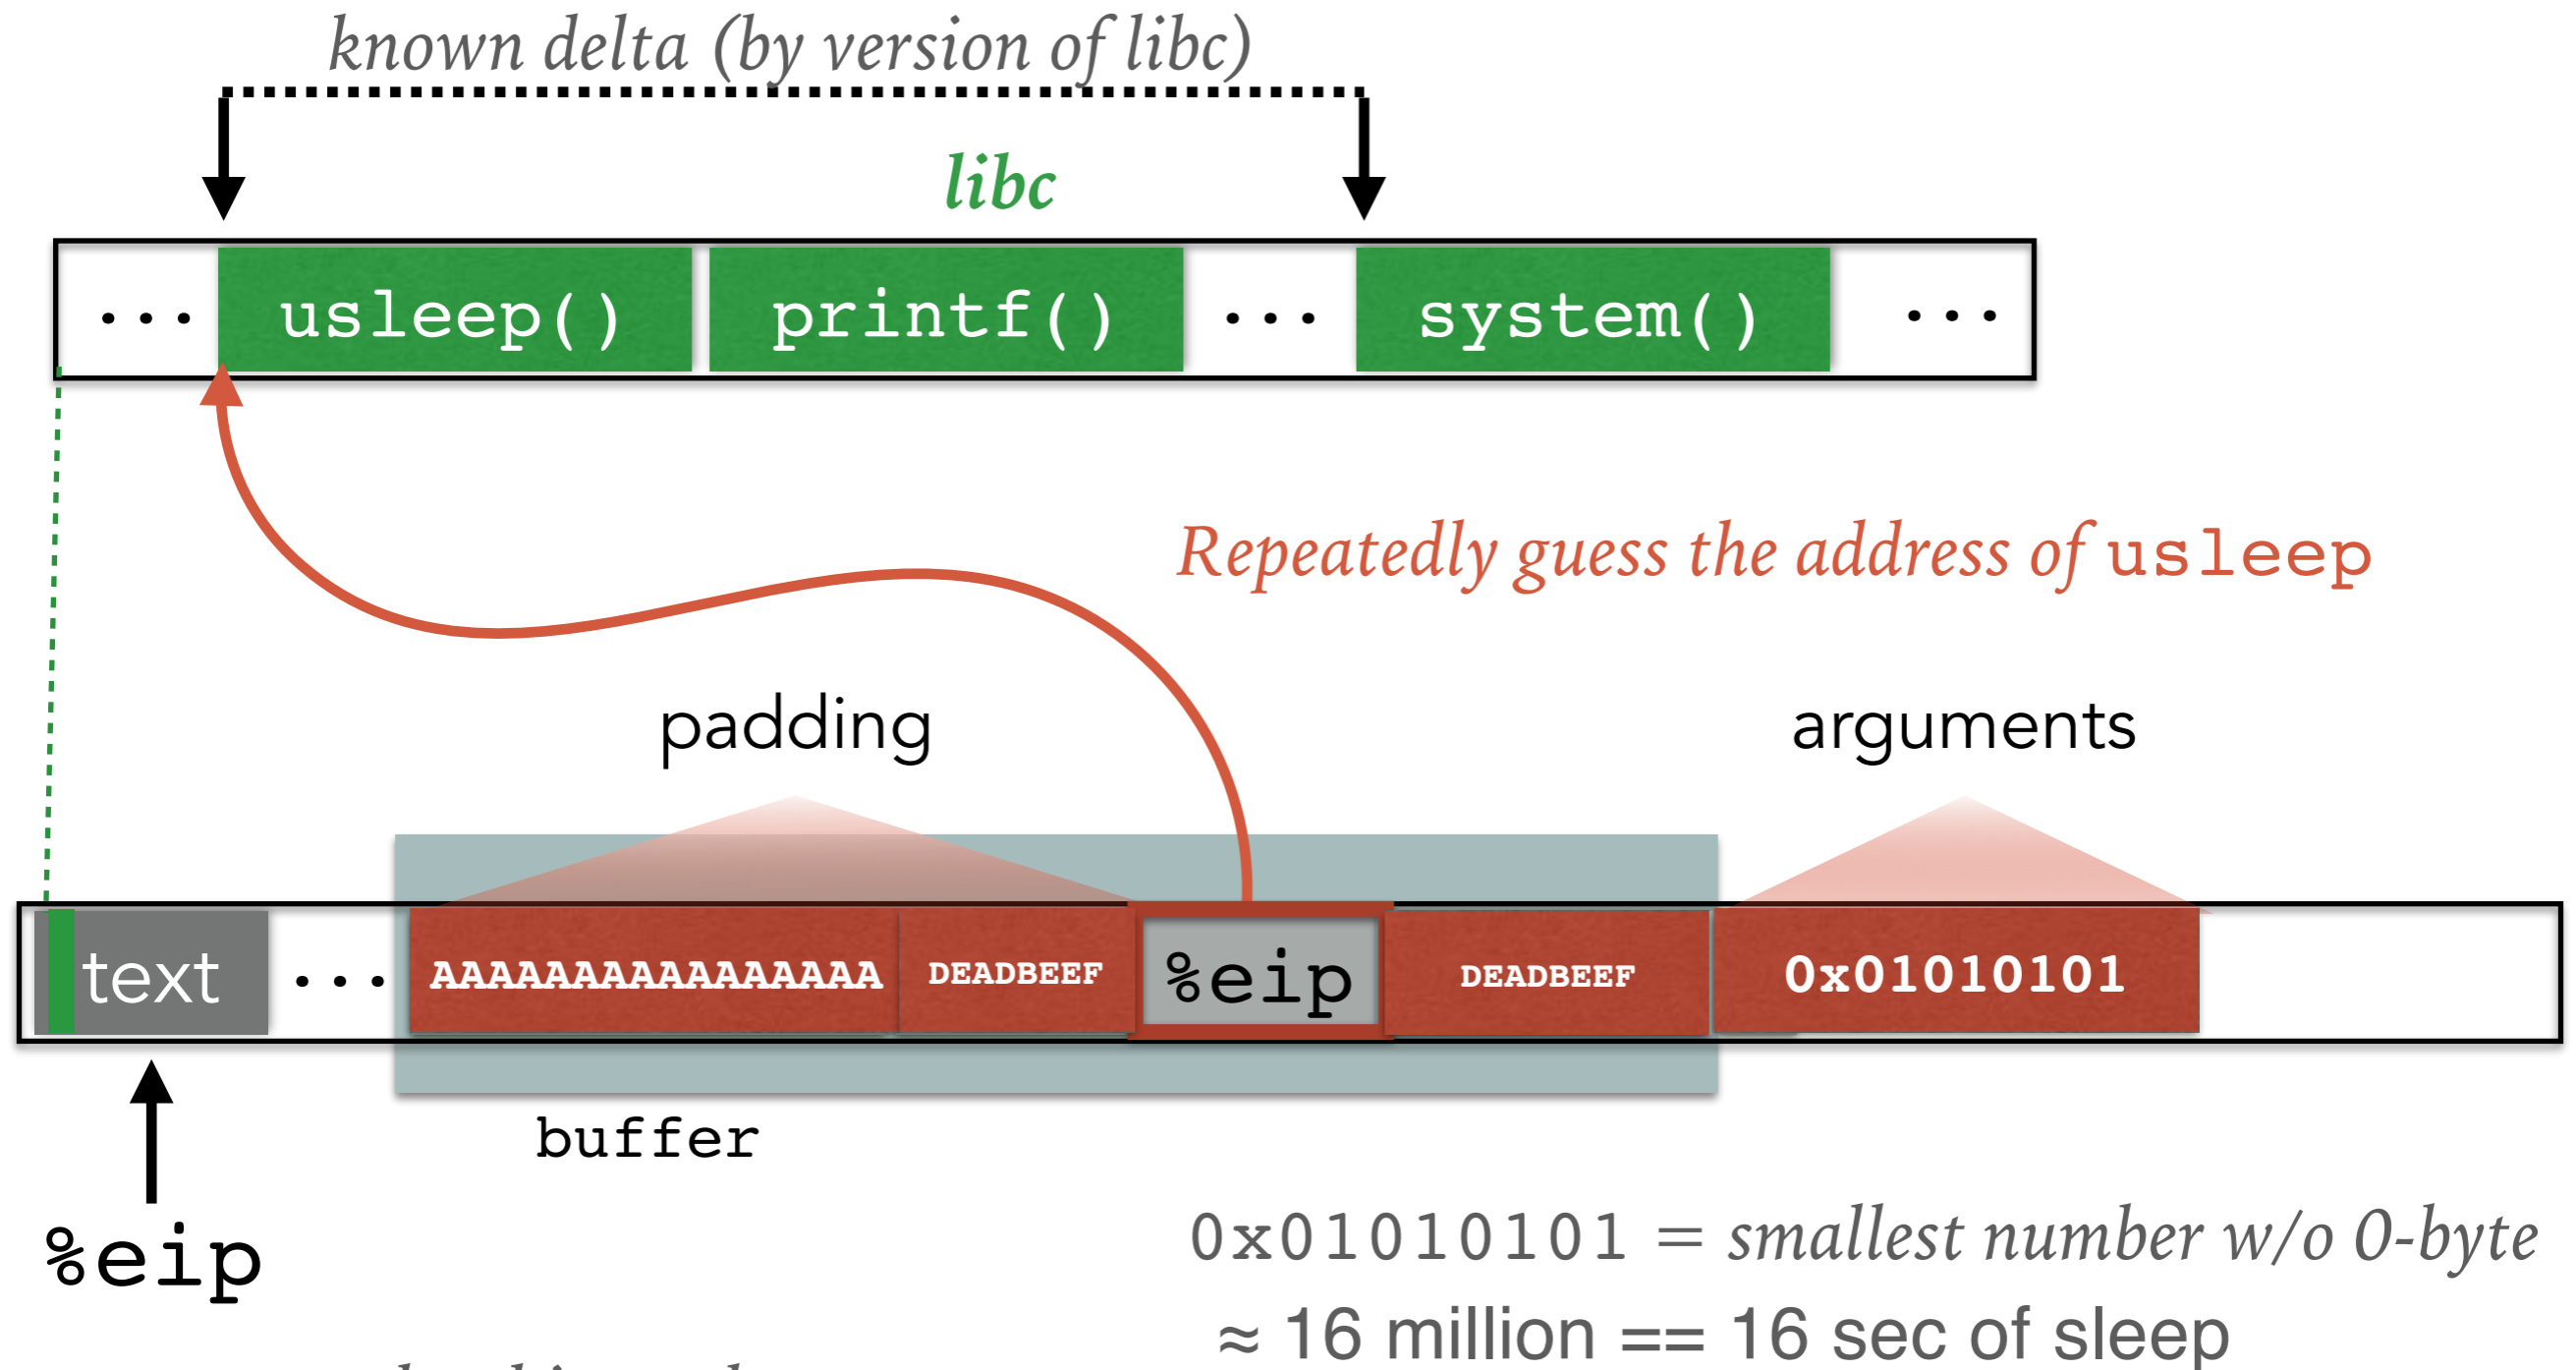 known delta (by version of libc)
libc
... usleep() printf() ... system() ...
Repeatedly guess the address of usleep
padding
arguments
text ... AAAAAAAAAAAAAAAA DEADBEEF %eip DEADBEEF 0x01010101
buffer
%eip
0x01010101 = smallest number w/o 0-byte
≈ 16 million == 16 sec of sleep